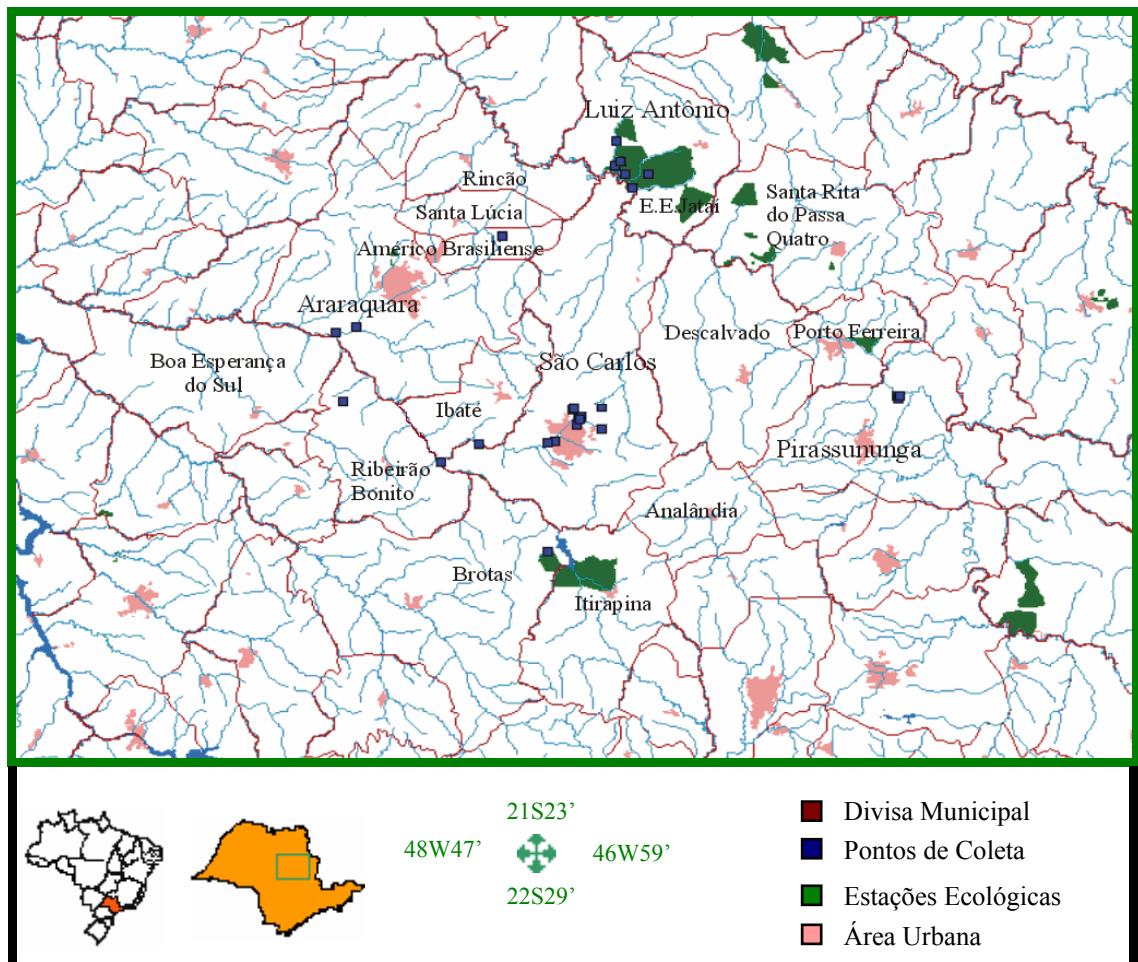 Luiz Antônio
Rincão
E.E.Jataí
Santa Rita
do Passa
Quatro
Santa Lúcia
Américo Brasiliense
Araraquara
Descalvado
Porto Ferreira
Boa Esperança
do Sul
São Carlos
Ibaté
Pirassununga
Ribeirão
Bonito
Analândia
Brotas
Itirapina
21S23’
48W47’
46W59’
22S29’
Divisa Municipal
Pontos de Coleta
Estações Ecológicas
Área Urbana